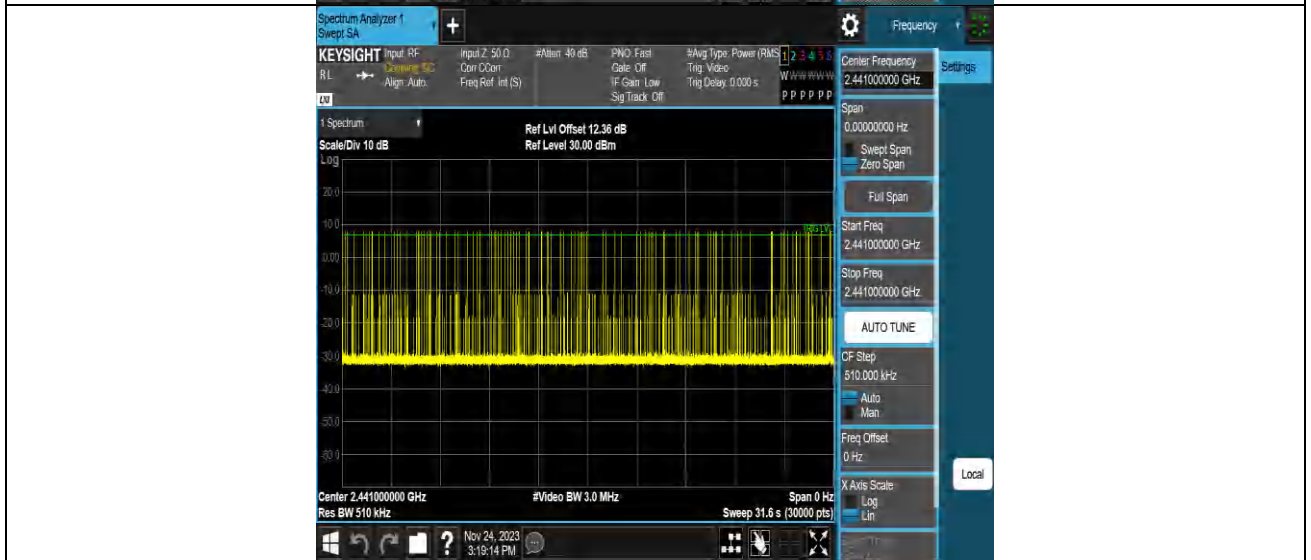 Spectrum Analyzer 1
Swept SA
+
Frequency
KEYSIGHT Input: RF
RL
Align: Auto
Input Z: 50 Ω
Corr CCorr
Freq Ref: Int (S)
#Atten: 40 dB
PNO: Fast
Gate: Off
IF Gain: Low
Sig Track: Off
#Avg Type: Power (RMS
Trig: Video
Trig Delay: 0.000 s
1 2 3 4 5 6
W W W W W W
P P P P P P
Center Frequency
2.441000000 GHz
Settings
Span
0.00000000 Hz
Swept Span
Zero Span
Full Span
Start Freq
2.441000000 GHz
Stop Freq
2.441000000 GHz
AUTO TUNE
CF Step
510.000 kHz
Auto
Man
Freq Offset
0 Hz
X Axis Scale
Log
Lin
Local
1 Spectrum
Scale/Div 10 dB
Ref Lvl Offset 12.36 dB
Ref Level 30.00 dBm
Log
20.0
10.0
0.00
-10.0
-20.0
-30.0
-40.0
-50.0
-60.0
Center 2.441000000 GHz
#Video BW 3.0 MHz
Span 0 Hz
Res BW 510 kHz
Sweep 31.6 s (30000 pts)
?
Nov 24, 2023
3:19:14 PM